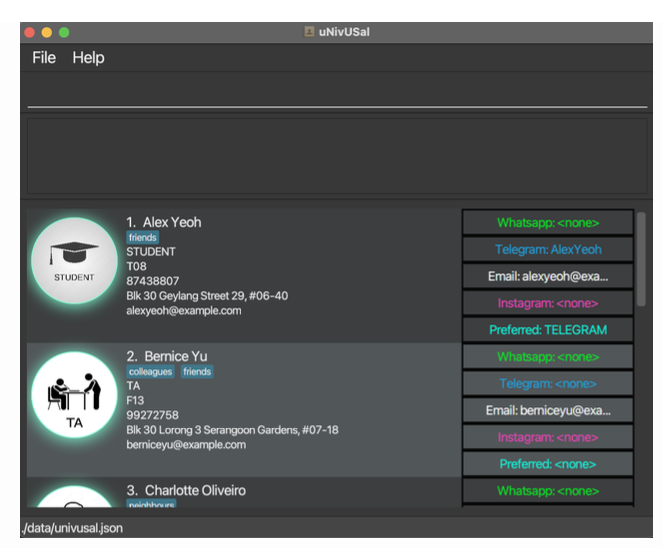 uNivUSal
File Help
1. Alex Yeoh
friends
STUDENT
T08
87438807
Blk 30 Geylang Street 29, #06-40
alexyeoh@example.com
STUDENT
Whatsapp: <none>
Telegram: AlexYeoh
Email: alexyeoh@exa...
Instagram: <none>
Preferred: TELEGRAM
2. Bernice Yu
colleagues friends
TA
F13
99272758
Blk 30 Lorong 3 Serangoon Gardens, #07-18
berniceyu@example.com
TA
Whatsapp: <none>
Telegram: <none>
Email: berniceyu@exa...
Instagram: <none>
Preferred: <none>
3. Charlotte Oliveiro
neighbours
Whatsapp: <none>
./data/univusal.json